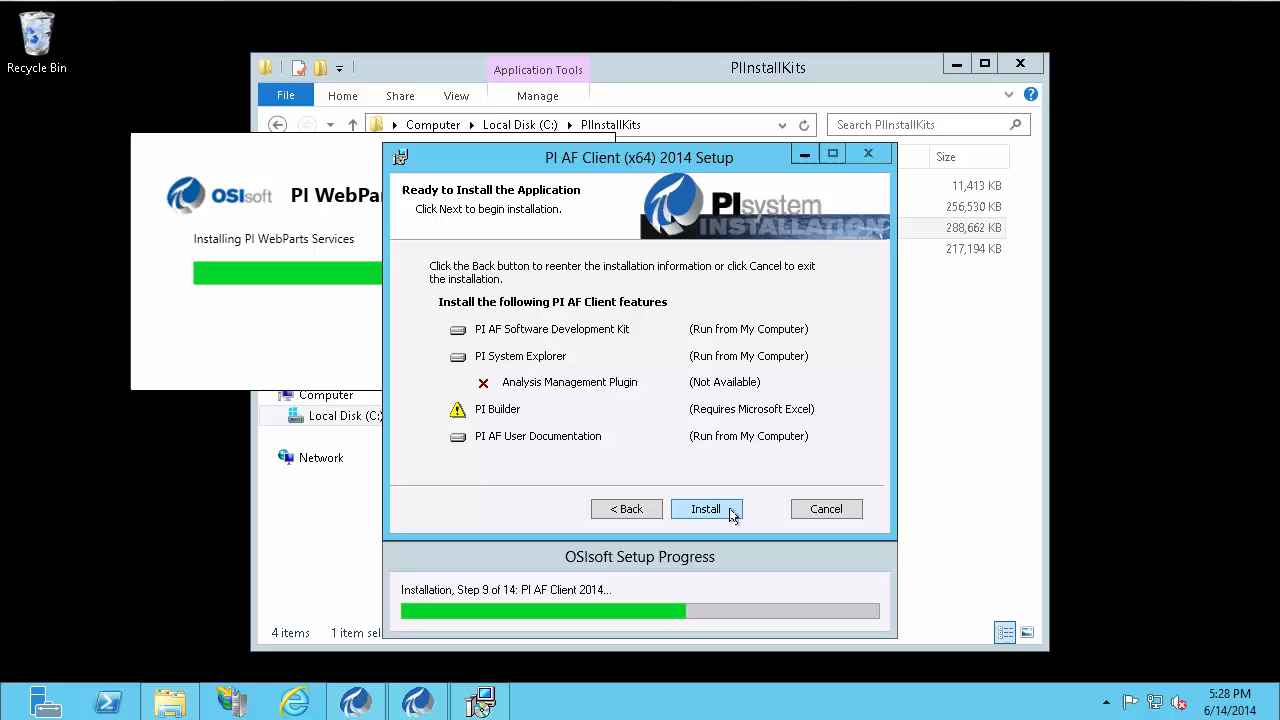 Recycle Bin
Application Tools
PIInstallKits
File
Home
Share
View
Manage
Computer
Local Disk (C:)
PIInstallKits
Search PIInstallKits
Size
11,413 KB
256,530 KB
288,662 KB
217,194 KB
OSIsoft
PI WebPar
Installing PI WebParts Services
PI AF Client (x64) 2014 Setup
Ready to Install the Application
Click Next to begin installation.
PIsystem
INSTALLATION
Click the Back button to reenter the installation information or click Cancel to exit
the installation.
Install the following PI AF Client features
PI AF Software Development Kit (Run from My Computer)
PI System Explorer (Run from My Computer)
Analysis Management Plugin (Not Available)
PI Builder (Requires Microsoft Excel)
PI AF User Documentation (Run from My Computer)
< Back
Install
Cancel
OSIsoft Setup Progress
Installation, Step 9 of 14: PI AF Client 2014...
Computer
Local Disk (C:)
Network
4 items
1 item sel
5:28 PM
6/14/2014